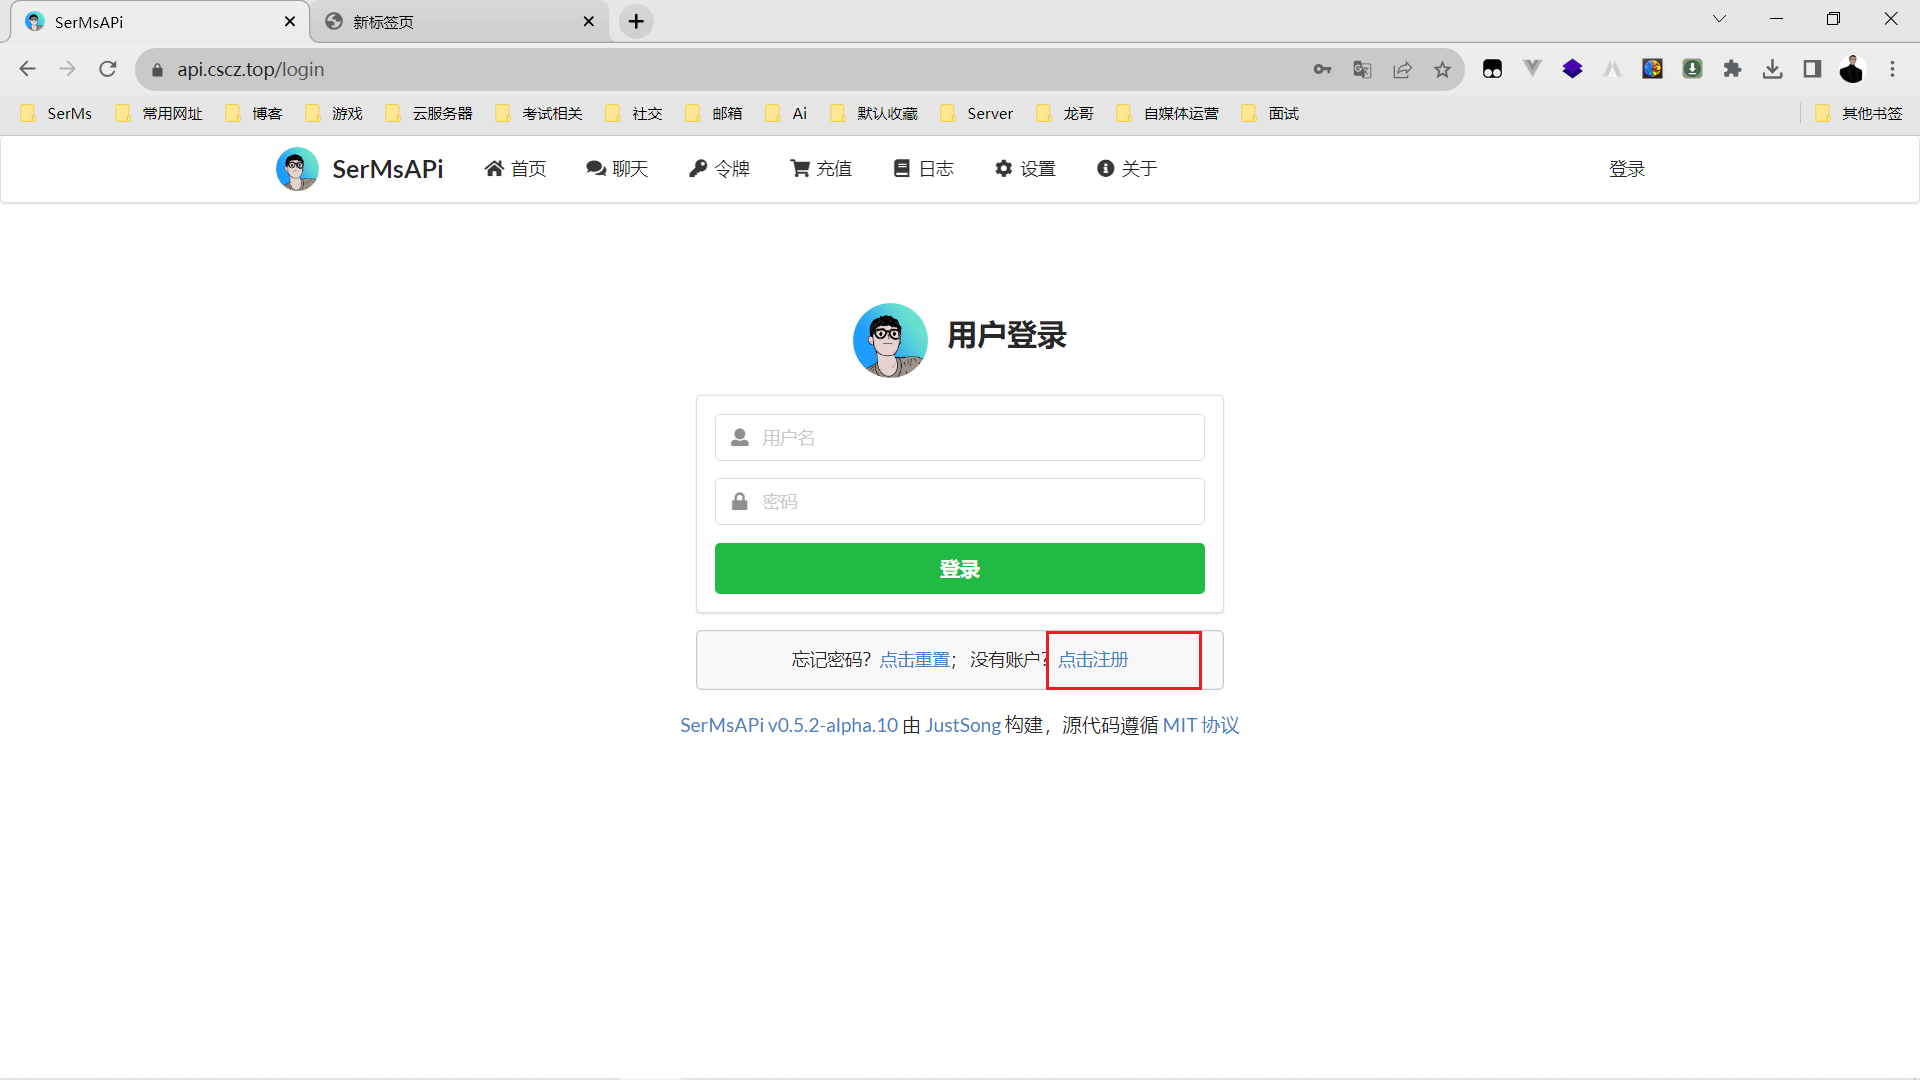 SerMsAPi
新标签页
api.cscz.top/login
SerMs 常用网址 博客 游戏 云服务器 考试相关 社交 邮箱 Ai 默认收藏 Server 龙哥 自媒体运营 面试 其他书签
SerMsAPi 首页 聊天 令牌 充值 日志 设置 关于 登录
用户登录
用户名
密码
登录
忘记密码？点击重置； 没有账户？点击注册
SerMsAPi v0.5.2-alpha.10 由 JustSong 构建，源代码遵循 MIT 协议